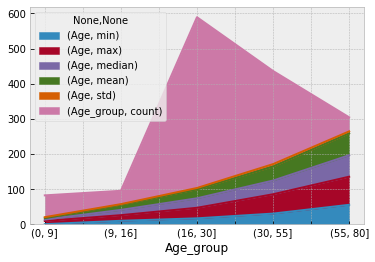 600
500
400
300
200
100
0
None,None
(Age, min)
(Age, max)
(Age, median)
(Age, mean)
(Age, std)
(Age_group, count)
(0, 9]
(9, 16]
(16, 30]
(30, 55]
(55, 80]
Age_group